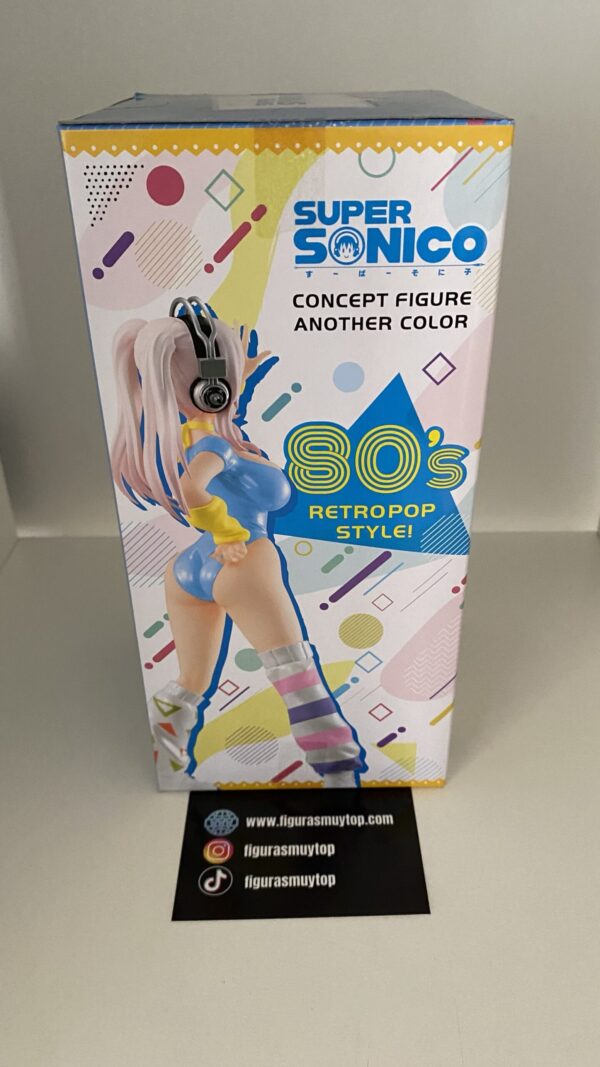 SUPER
SONICO
すーぱーそに子
CONCEPT FIGURE
ANOTHER COLOR
80's
RETROPOP
STYLE!
www.figurasmuytop.com
figurasmuytop
figurasmuytop